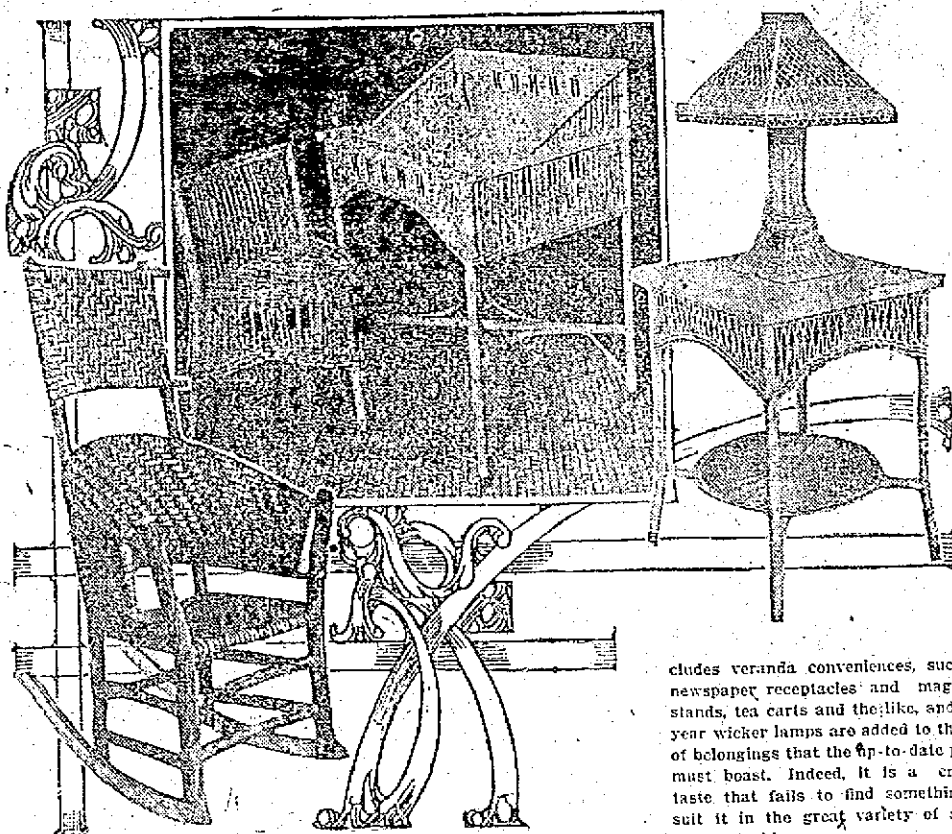 cludes veranda conveniences, suc
newspaper receptacles and mag
stands, tea carts and the like, and
year wicker lamps are added to th
of belongings that the up-to-date p
must boast. Indeed, it is a cr
taste that fails to find somethin
suit it in the great variety of